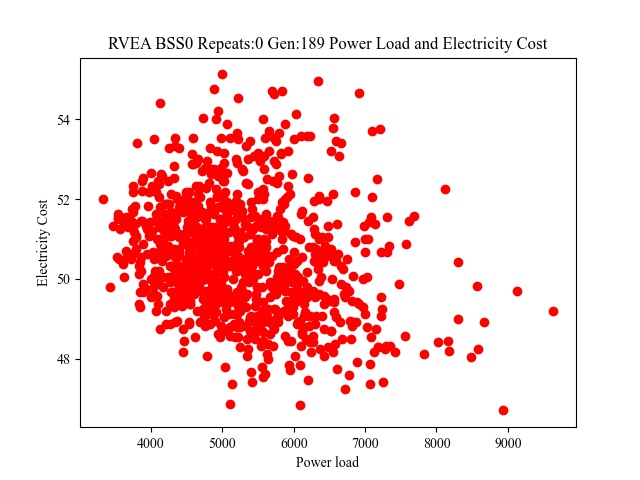 RVEA BSS0 Repeats:0 Gen:189 Power Load and Electricity Cost
54
52
50
48
Electricity Cost
4000 5000 6000 7000 8000 9000
Power load